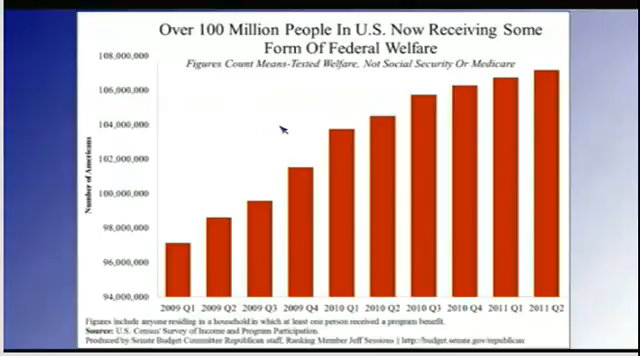 Over 100 Million People In U.S. Now Receiving Some
Form Of Federal Welfare
Figures Count Means-Tested Welfare, Not Social Security Or Medicare
Number of Americans
108,000,000
106,000,000
104,000,000
102,000,000
100,000,000
98,000,000
96,000,000
94,000,000
2009 Q1 2009 Q2 2009 Q3 2009 Q4 2010 Q1 2010 Q2 2010 Q3 2010 Q4 2011 Q1 2011 Q2
Figures include anyone residing in a household in which at least one person received a program benefit.
Source: U.S. Census' Survey of Income and Program Participation.
Produced by Senate Budget Committee Republican staff, Ranking Member Jeff Sessions | http://budget.senate.gov/republican